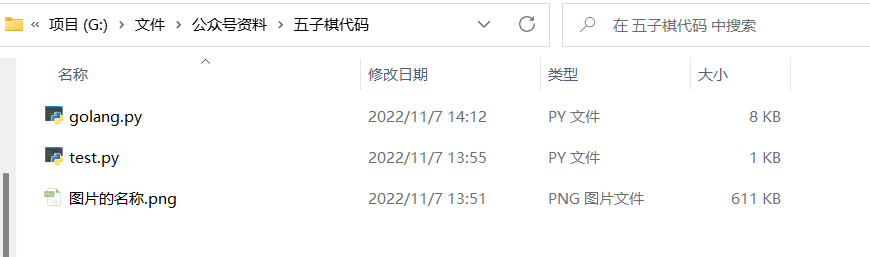 « 项目 (G:) › 文件 › 公众号资料 › 五子棋代码 在 五子棋代码 中搜索
名称 修改日期 类型 大小
golang.py 2022/11/7 14:12 PY 文件 8 KB
test.py 2022/11/7 13:55 PY 文件 1 KB
图片的名称.png 2022/11/7 13:51 PNG 图片文件 611 KB